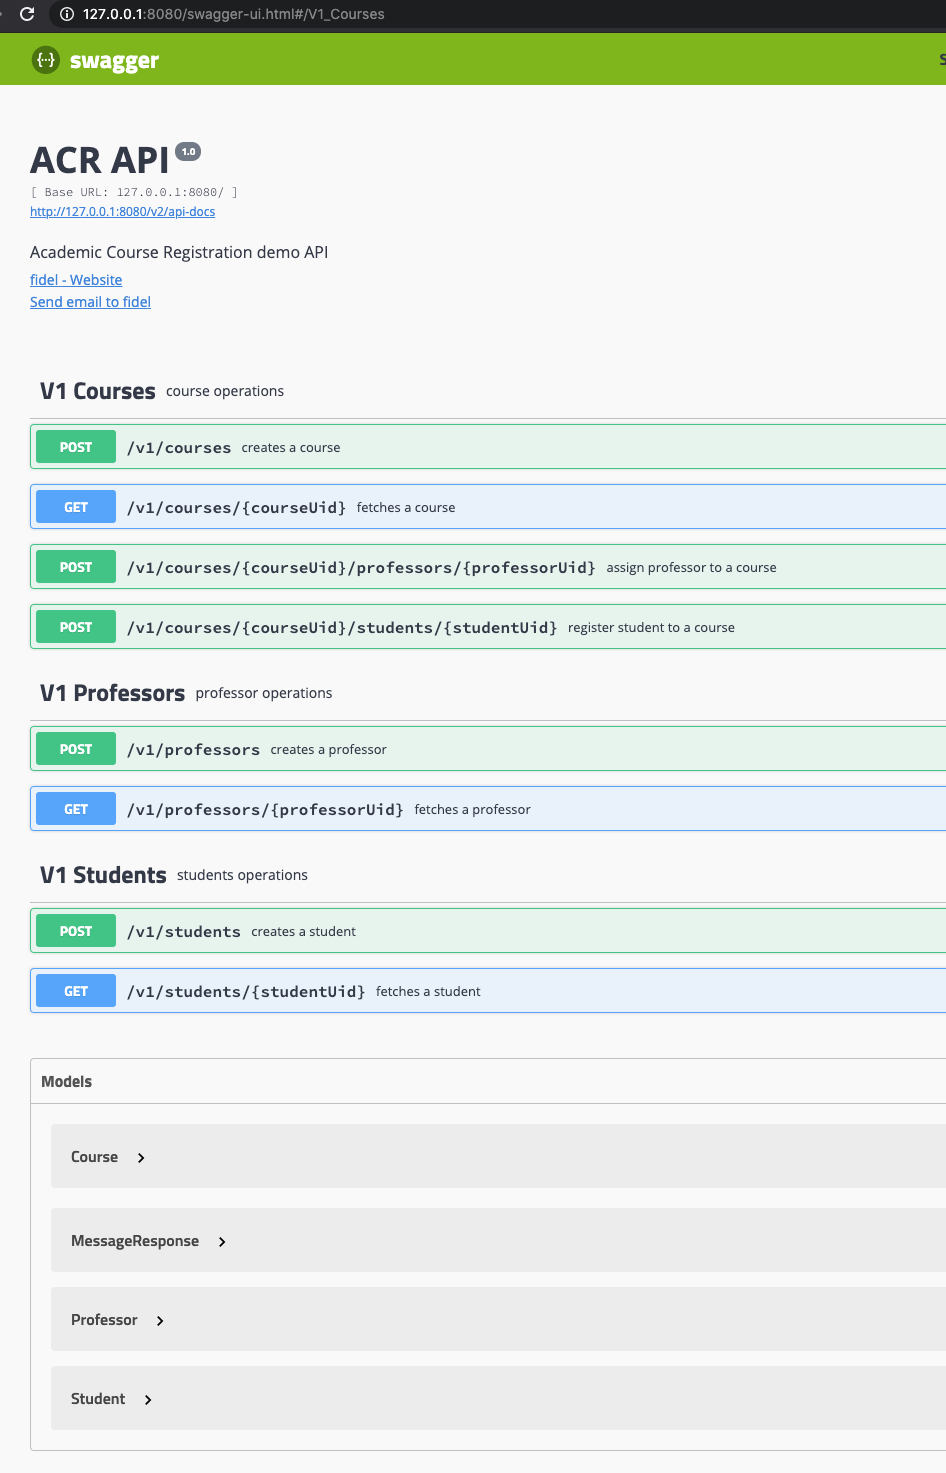 127.0.0.1:8080/swagger-ui.html#/V1_Courses
{···} swagger
ACR API 1.0
[ Base URL: 127.0.0.1:8080/ ]
http://127.0.0.1:8080/v2/api-docs
Academic Course Registration demo API
fidel - Website
Send email to fidel
V1 Courses course operations
POST /v1/courses creates a course
GET /v1/courses/{courseUid} fetches a course
POST /v1/courses/{courseUid}/professors/{professorUid} assign professor to a course
POST /v1/courses/{courseUid}/students/{studentUid} register student to a course
V1 Professors professor operations
POST /v1/professors creates a professor
GET /v1/professors/{professorUid} fetches a professor
V1 Students students operations
POST /v1/students creates a student
GET /v1/students/{studentUid} fetches a student
Models
Course
MessageResponse
Professor
Student